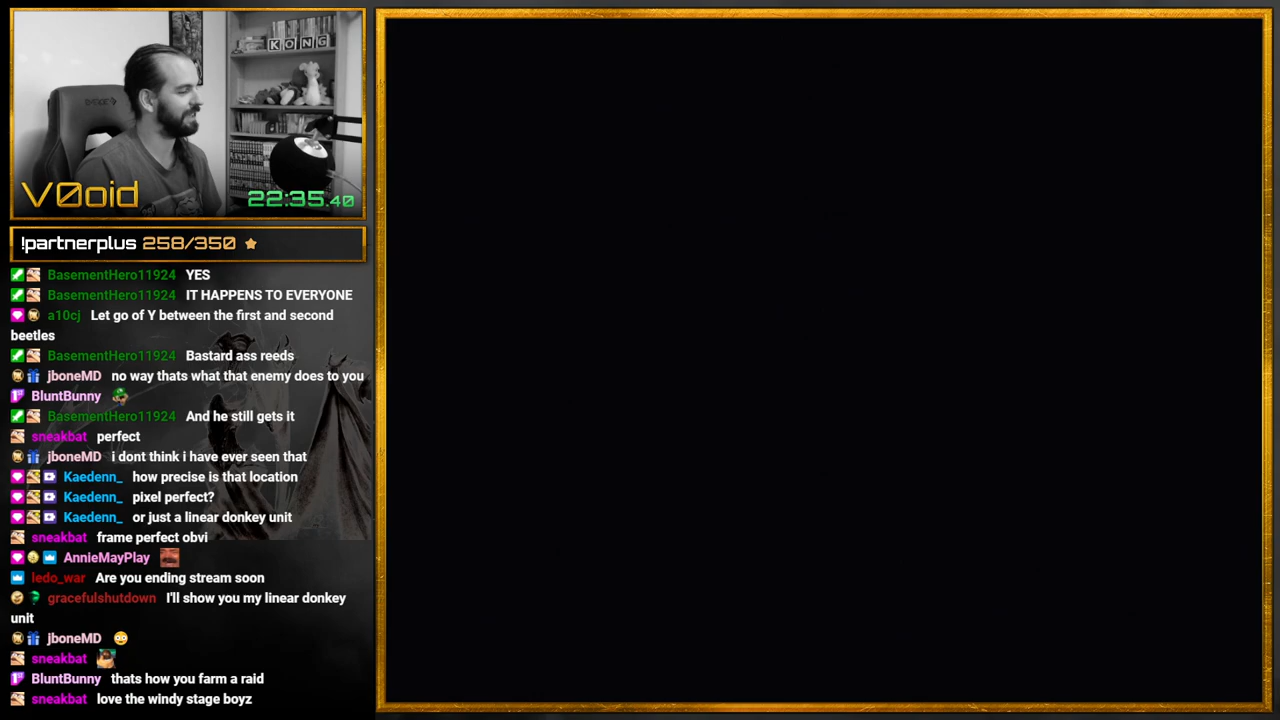 KONG
VØoid
22:35.40
!partnerplus 258/350
BasementHero11924 YES
BasementHero11924 IT HAPPENS TO EVERYONE
a10cj Let go of Y between the first and second
beetles
BasementHero11924 Bastard ass reeds
jboneMD no way thats what that enemy does to you
BluntBunny
BasementHero11924 And he still gets it
sneakbat perfect
jboneMD i dont think i have ever seen that
Kaedenn_ how precise is that location
Kaedenn_ pixel perfect?
Kaedenn_ or just a linear donkey unit
sneakbat frame perfect obvi
AnnieMayPlay
ledo_war Are you ending stream soon
gracefulshutdown I'll show you my linear donkey
unit
jboneMD
sneakbat
BluntBunny thats how you farm a raid
sneakbat love the windy stage boyz